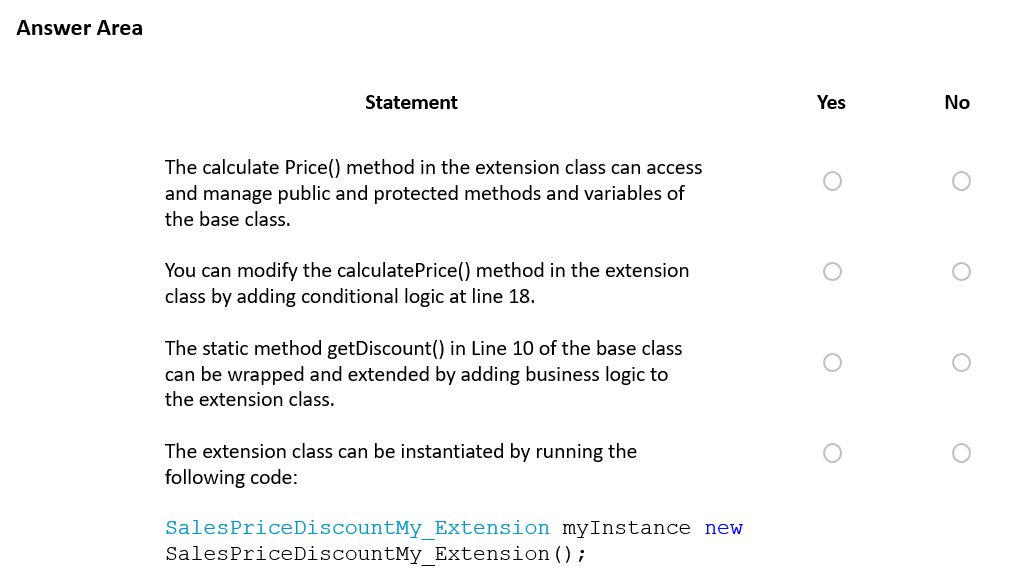 Answer Area
Statement Yes No
The calculate Price() method in the extension class can access
and manage public and protected methods and variables of
the base class.
You can modify the calculatePrice() method in the extension
class by adding conditional logic at line 18.
The static method getDiscount() in Line 10 of the base class
can be wrapped and extended by adding business logic to
the extension class.
The extension class can be instantiated by running the
following code:
SalesPriceDiscountMy_Extension myInstance new
SalesPriceDiscountMy_Extension();